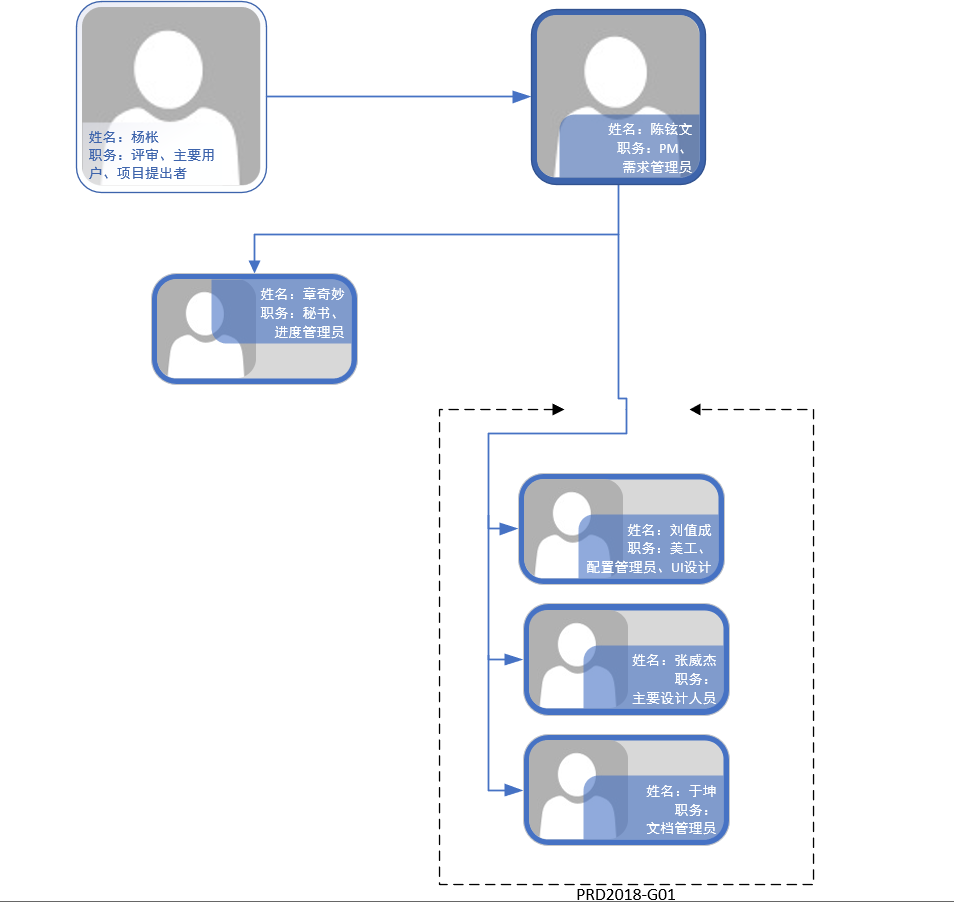 姓名：杨枨
职务：评审、主要用
户、项目提出者
姓名：陈铉文
职务：PM、
需求管理员
姓名：章奇妙
职务：秘书、
进度管理员
姓名：刘值成
职务：美工、
配置管理员、UI设计
姓名：张威杰
职务：
主要设计人员
姓名：于坤
职务：
文档管理员
PRD2018-G01